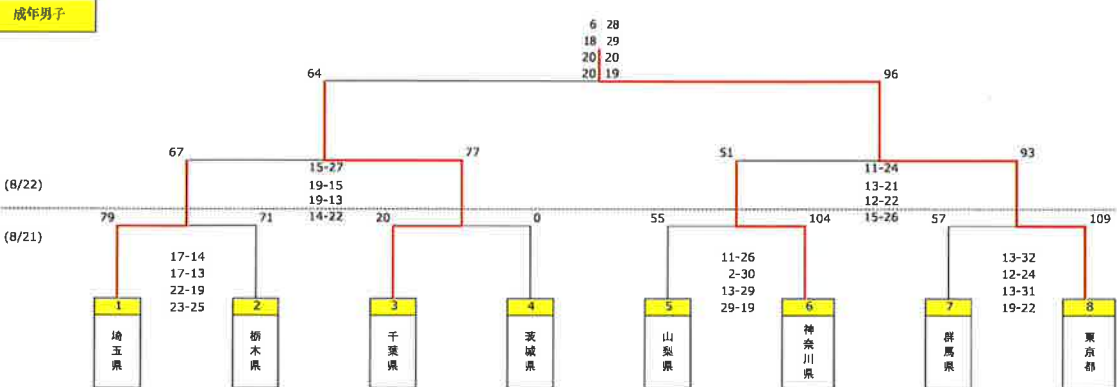 成年男子
6 28
18 29
20 20
20 19
64 96
67 77 51 93
15-27 11-24
(8/22) 19-15 13-21
19-13 12-22
79 71 14-22 20 0 55 104 15-26 57 109
(8/21)
17-14 11-26 13-32
17-13 2-30 12-24
22-19 13-29 13-31
23-25 29-19 19-22
1 2 3 4 5 6 7 8
埼玉県
栃木県
千葉県
茨城県
山梨県
神奈川県
群馬県
東京都